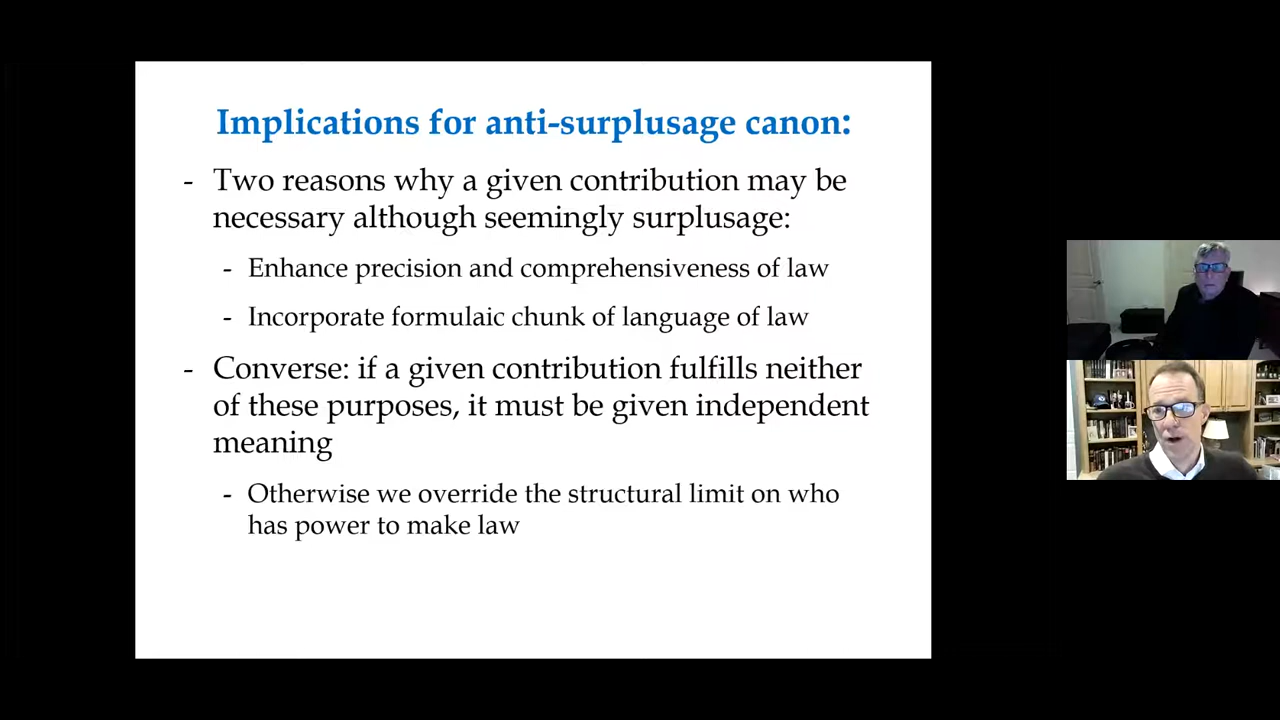 Implications for anti-surplusage canon:
- Two reasons why a given contribution may be
necessary although seemingly surplusage:
- Enhance precision and comprehensiveness of law
- Incorporate formulaic chunk of language of law
- Converse: if a given contribution fulfills neither
of these purposes, it must be given independent
meaning
- Otherwise we override the structural limit on who
has power to make law